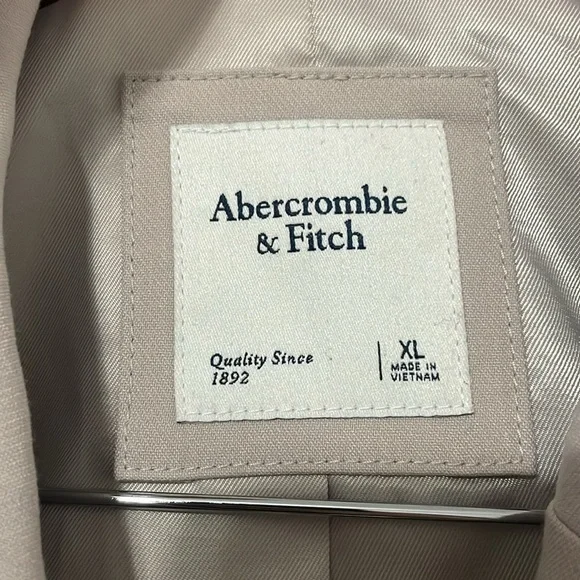 Abercrombie
& Fitch
Quality Since
1892
XL
MADE IN
VIETNAM